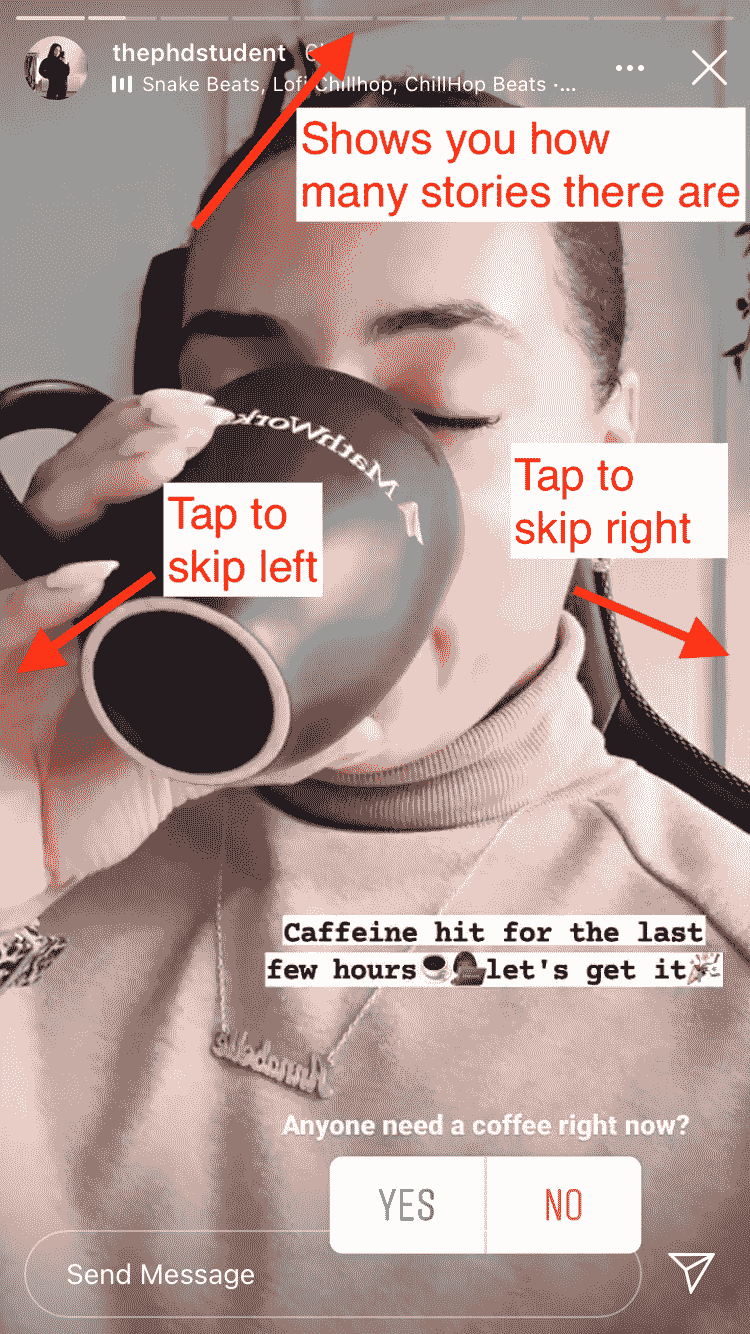 thephdstudent
Snake Beats, Lofi Chillhop, ChillHop Beats ·...
Shows you how
many stories there are
MathWorks
Tap to
skip right
Tap to
skip left
Caffeine hit for the last
few hours☕👩🏿‍💻let's get it🎉
Annabelle
Anyone need a coffee right now?
YES
NO
Send Message